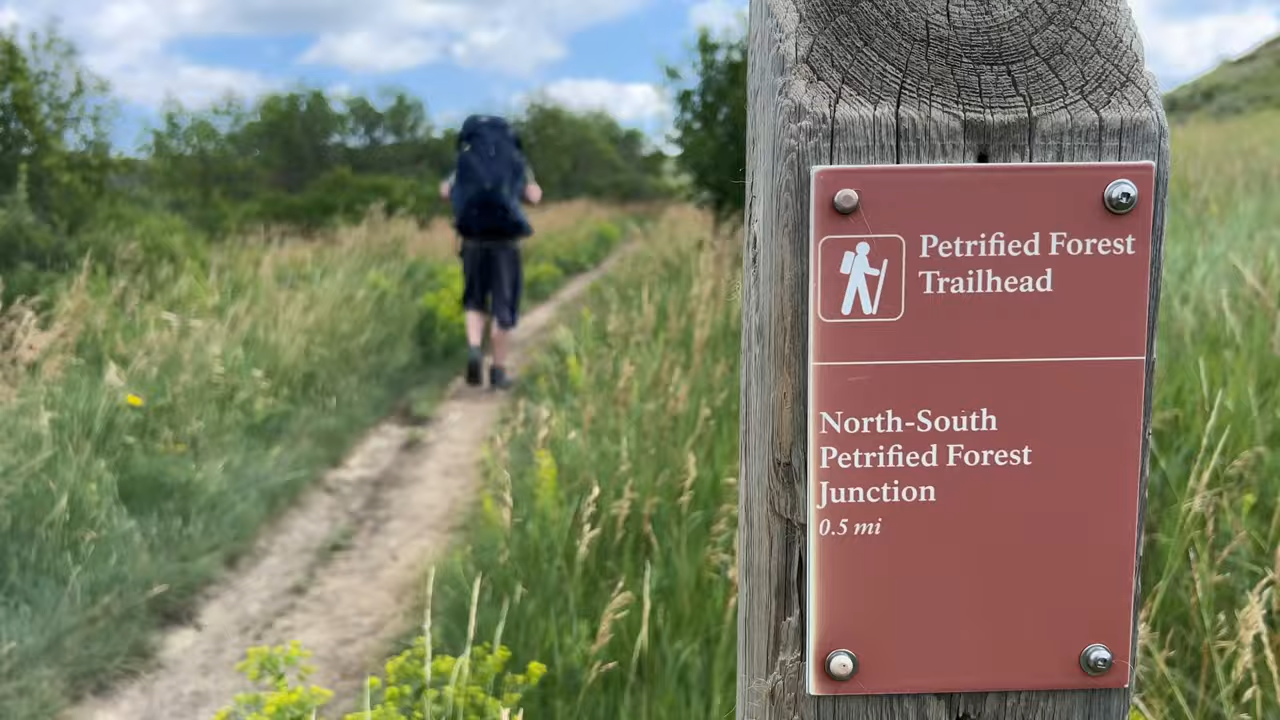 Petrified Forest
Trailhead
North-South
Petrified Forest
Junction
0.5 mi